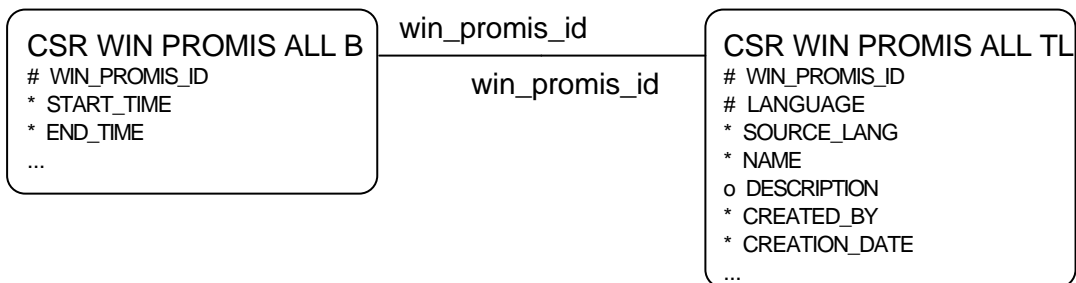 CSR WIN PROMIS ALL B
# WIN_PROMIS_ID
* START_TIME
* END_TIME
...
win_promis_id
win_promis_id
CSR WIN PROMIS ALL TL
# WIN_PROMIS_ID
# LANGUAGE
* SOURCE_LANG
* NAME
o DESCRIPTION
* CREATED_BY
* CREATION_DATE
...